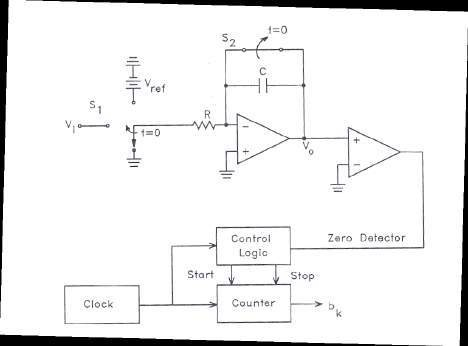 S2
t=0
C
Vref
S1
Vi
t=0
R
−
+
Vo
+
−
Zero Detector
Control
Logic
Start
Stop
Clock
Counter
bk